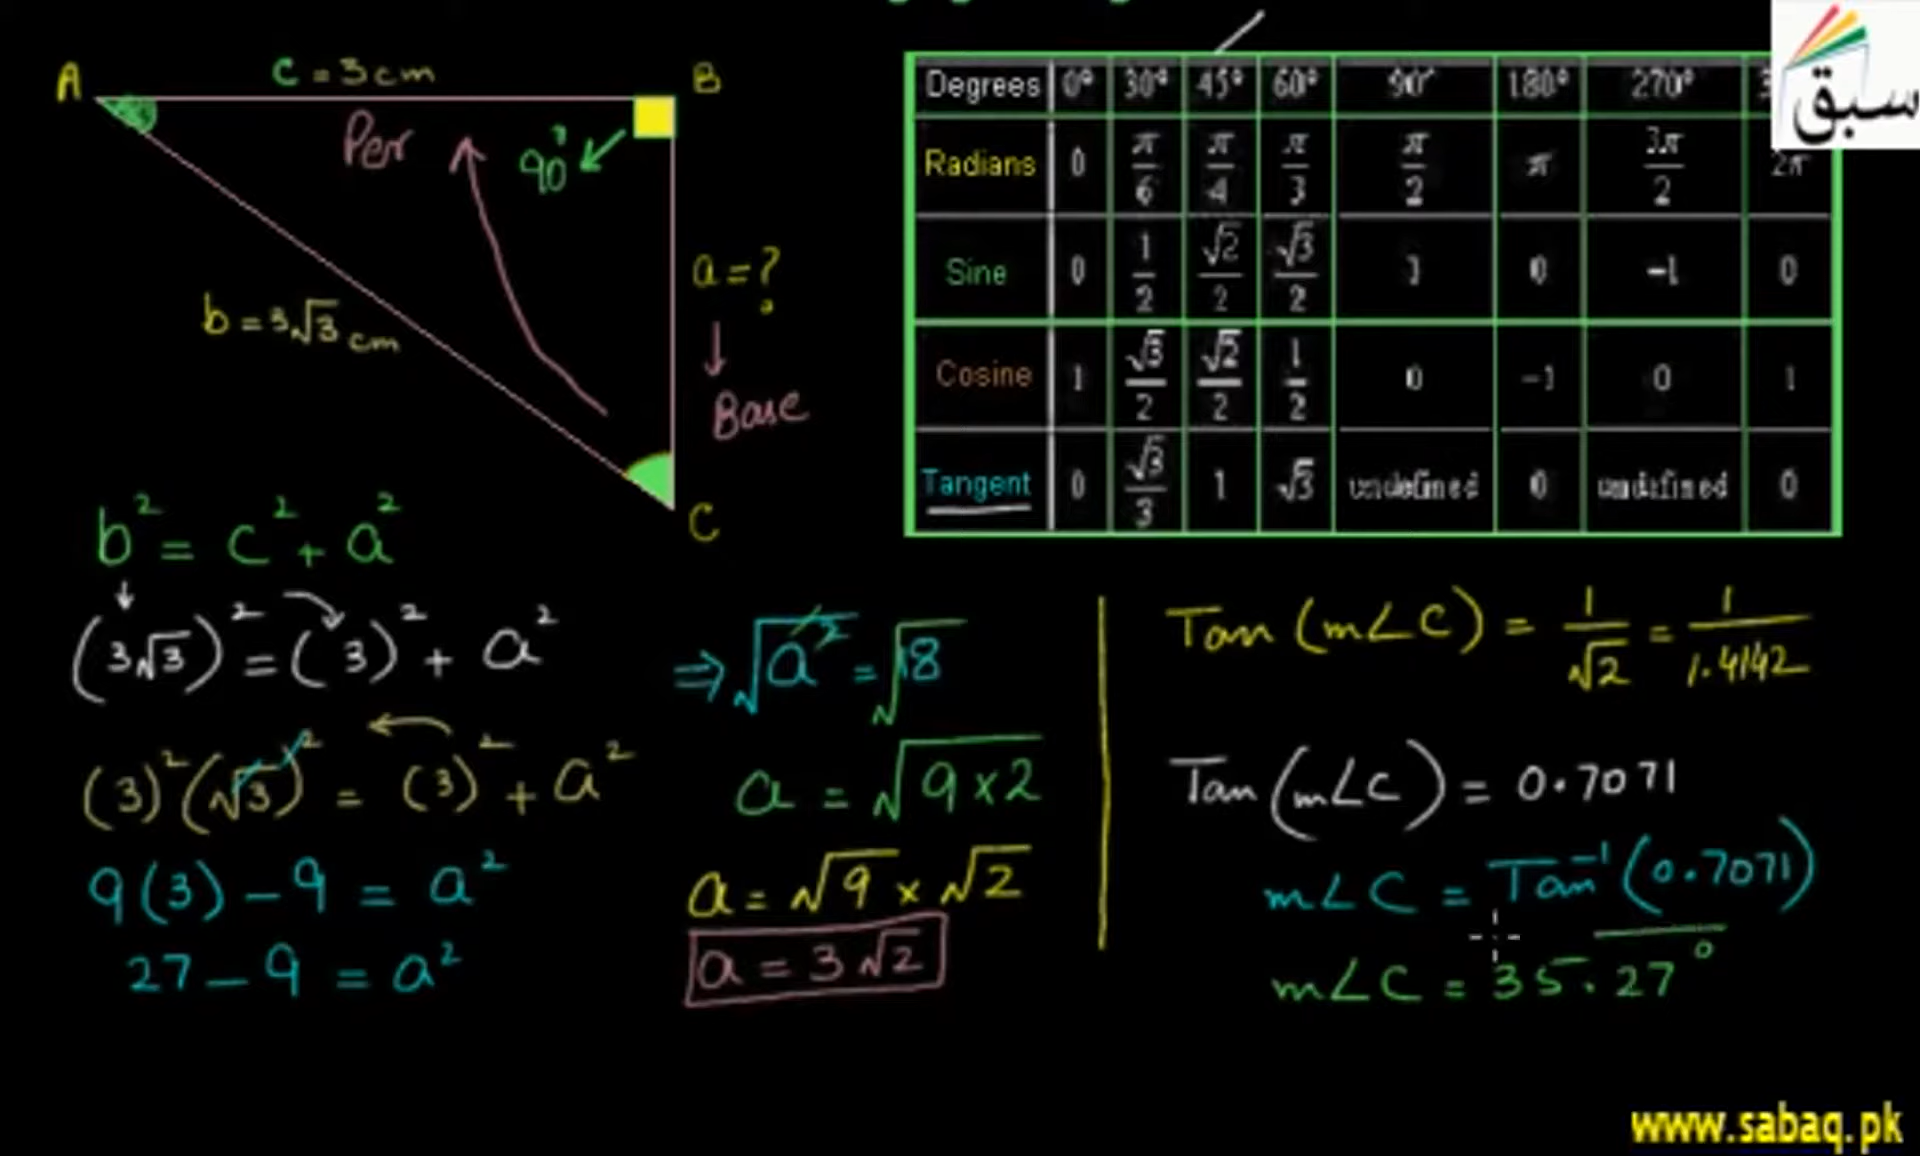 A
c = 3 cm
B
Per
90°
a = ?
b = 3√3 cm
Base
C
Degrees 0° 30° 45° 60° 90° 180° 270°
Radians 0 π/6 π/4 π/3 π/2 π 3π/2 2π
Sine 0 1/2 √2/2 √3/2 1 0 -1 0
Cosine 1 √3/2 √2/2 1/2 0 -1 0 1
Tangent 0 √3/3 1 √3 undefined 0 undefined 0
سبق
b² = c² + a²
(3√3)² = (3)² + a²
(3)²(√3)² = (3)² + a²
9(3) - 9 = a²
27 - 9 = a²
⇒ √a² = √18
a = √9×2
a = √9 × √2
a = 3√2
Tan (m∠C) = 1/√2 = 1/1.4142
Tan (m∠C) = 0.7071
m∠C = Tan⁻¹(0.7071)
m∠C = 35.27°
www.sabaq.pk